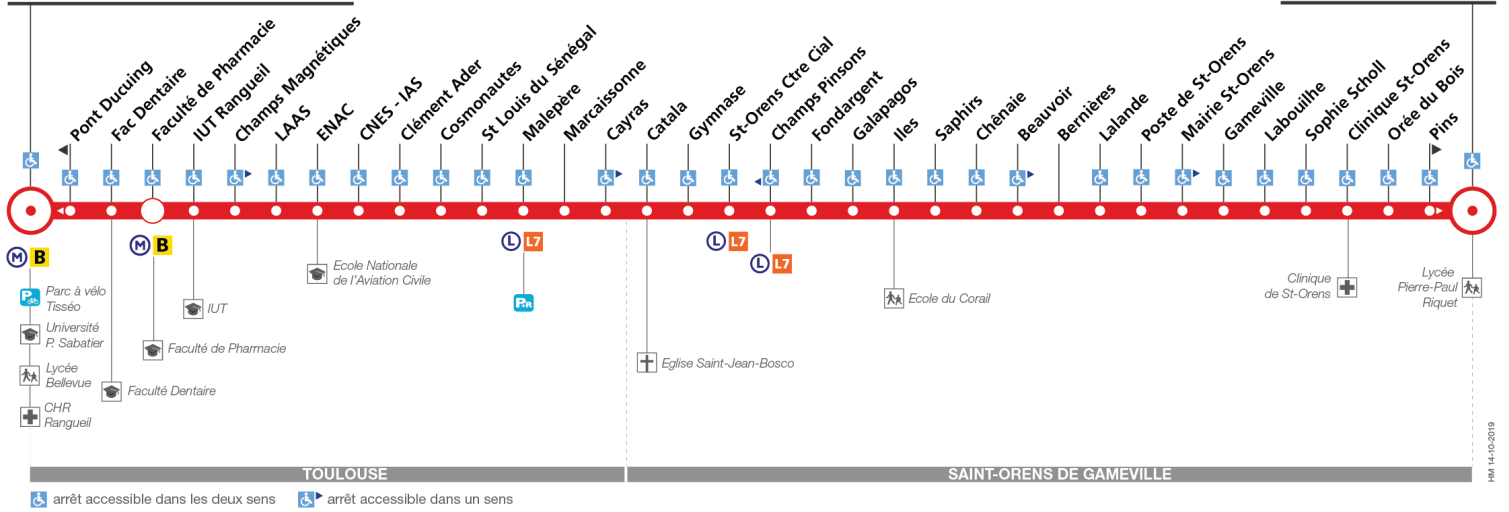 Pont Ducuing
Fac Dentaire
Faculté de Pharmacie
IUT Rangueil
Champs Magnétiques
LAAS
ENAC
CNES - IAS
Clément Ader
Cosmonautes
St Louis du Sénégal
Malepère
Marcaissonne
Cayras
Catala
Gymnase
St-Orens Ctre Cial
Champs Pinsons
Fondargent
Galapagos
Iles
Saphirs
Chênaie
Beauvoir
Bernières
Lalande
Poste de St-Orens
Mairie St-Orens
Gameville
Labouilhe
Sophie Scholl
Clinique St-Orens
Orée du Bois
Pins
M B
Parc à vélo
Tisséo
Université
P. Sabatier
Lycée
Bellevue
CHR
Rangueil
Faculté Dentaire
M B
Faculté de Pharmacie
IUT
Ecole Nationale
de l'Aviation Civile
L L7
P+R
Eglise Saint-Jean-Bosco
L L7
L L7
Ecole du Corail
Clinique
de St-Orens
Lycée
Pierre-Paul
Riquet
TOULOUSE
SAINT-ORENS DE GAMEVILLE
arrêt accessible dans les deux sens
arrêt accessible dans un sens
HM 14-10-2019